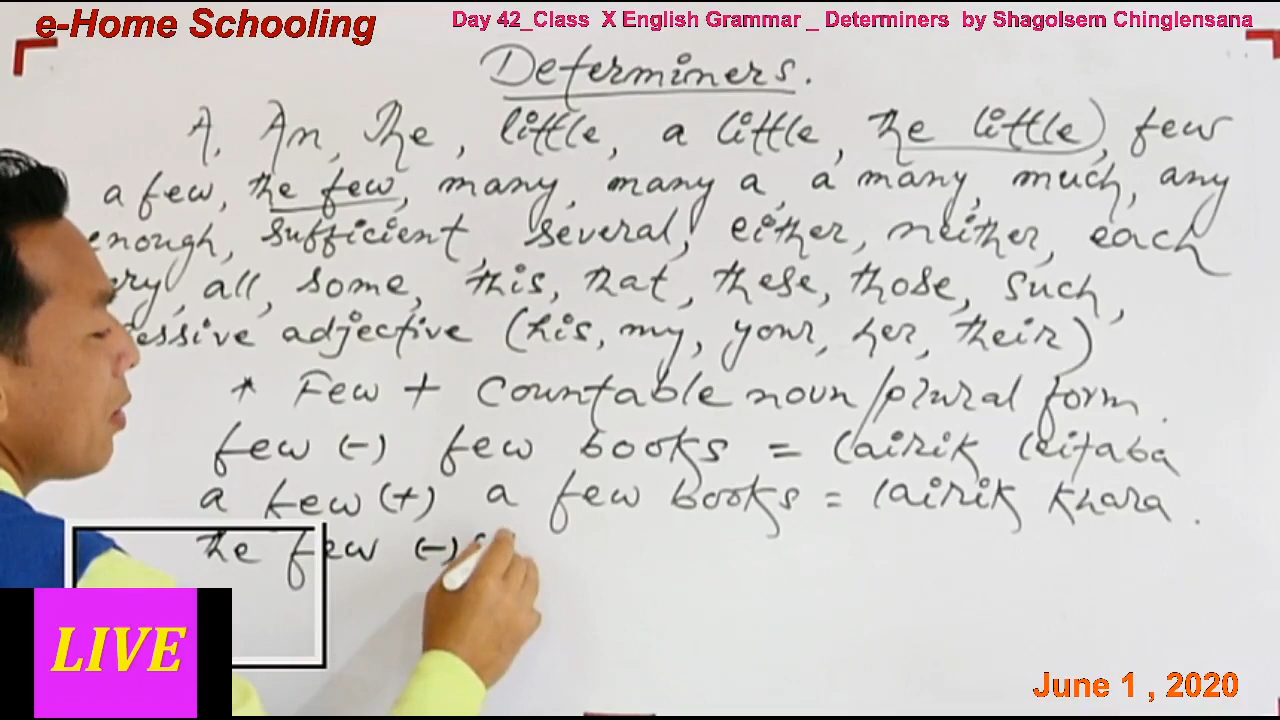 e-Home Schooling
Day 42_Class X English Grammar _ Determiners by Shagolsem Chinglensana
Determiners.
A, An, The, little, a little, the little, few
a few, the few, many, many a, a many, much, any
enough, sufficient, several, either, neither, each
all, some, this, that, these, those, such,
adjective (his, my, your, her, their)
* Few + countable noun/plural form.
few (-) few books = lairik leitaba
a few (+) a few books = lairik khara.
the few (-)
LIVE
June 1 , 2020